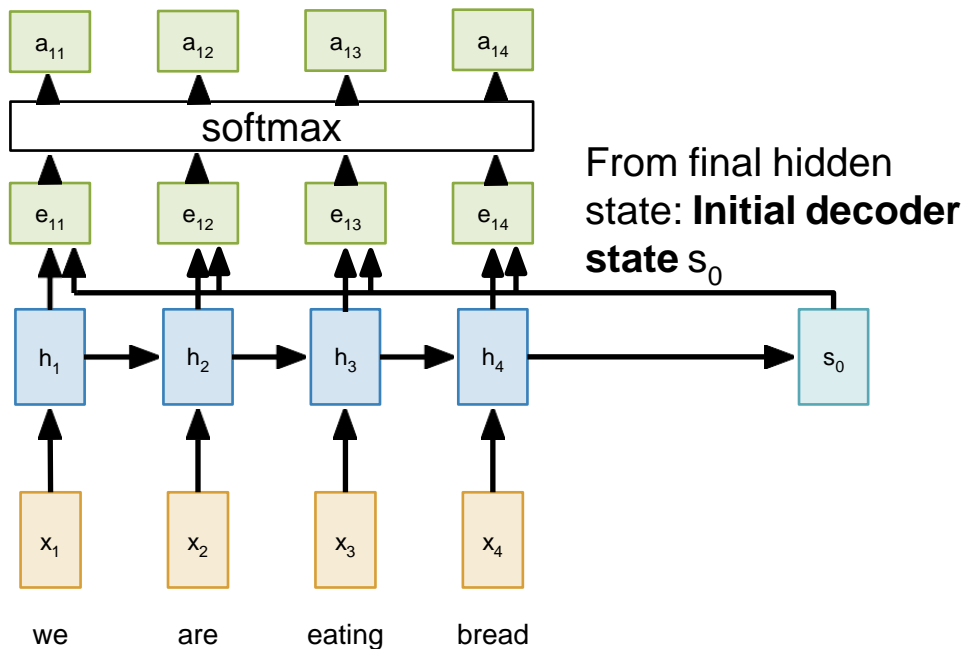 a₁₁ a₁₂ a₁₃ a₁₄
softmax
From final hidden
state: Initial decoder
state s₀
e₁₁ e₁₂ e₁₃ e₁₄
h₁ h₂ h₃ h₄ s₀
x₁ x₂ x₃ x₄
we are eating bread